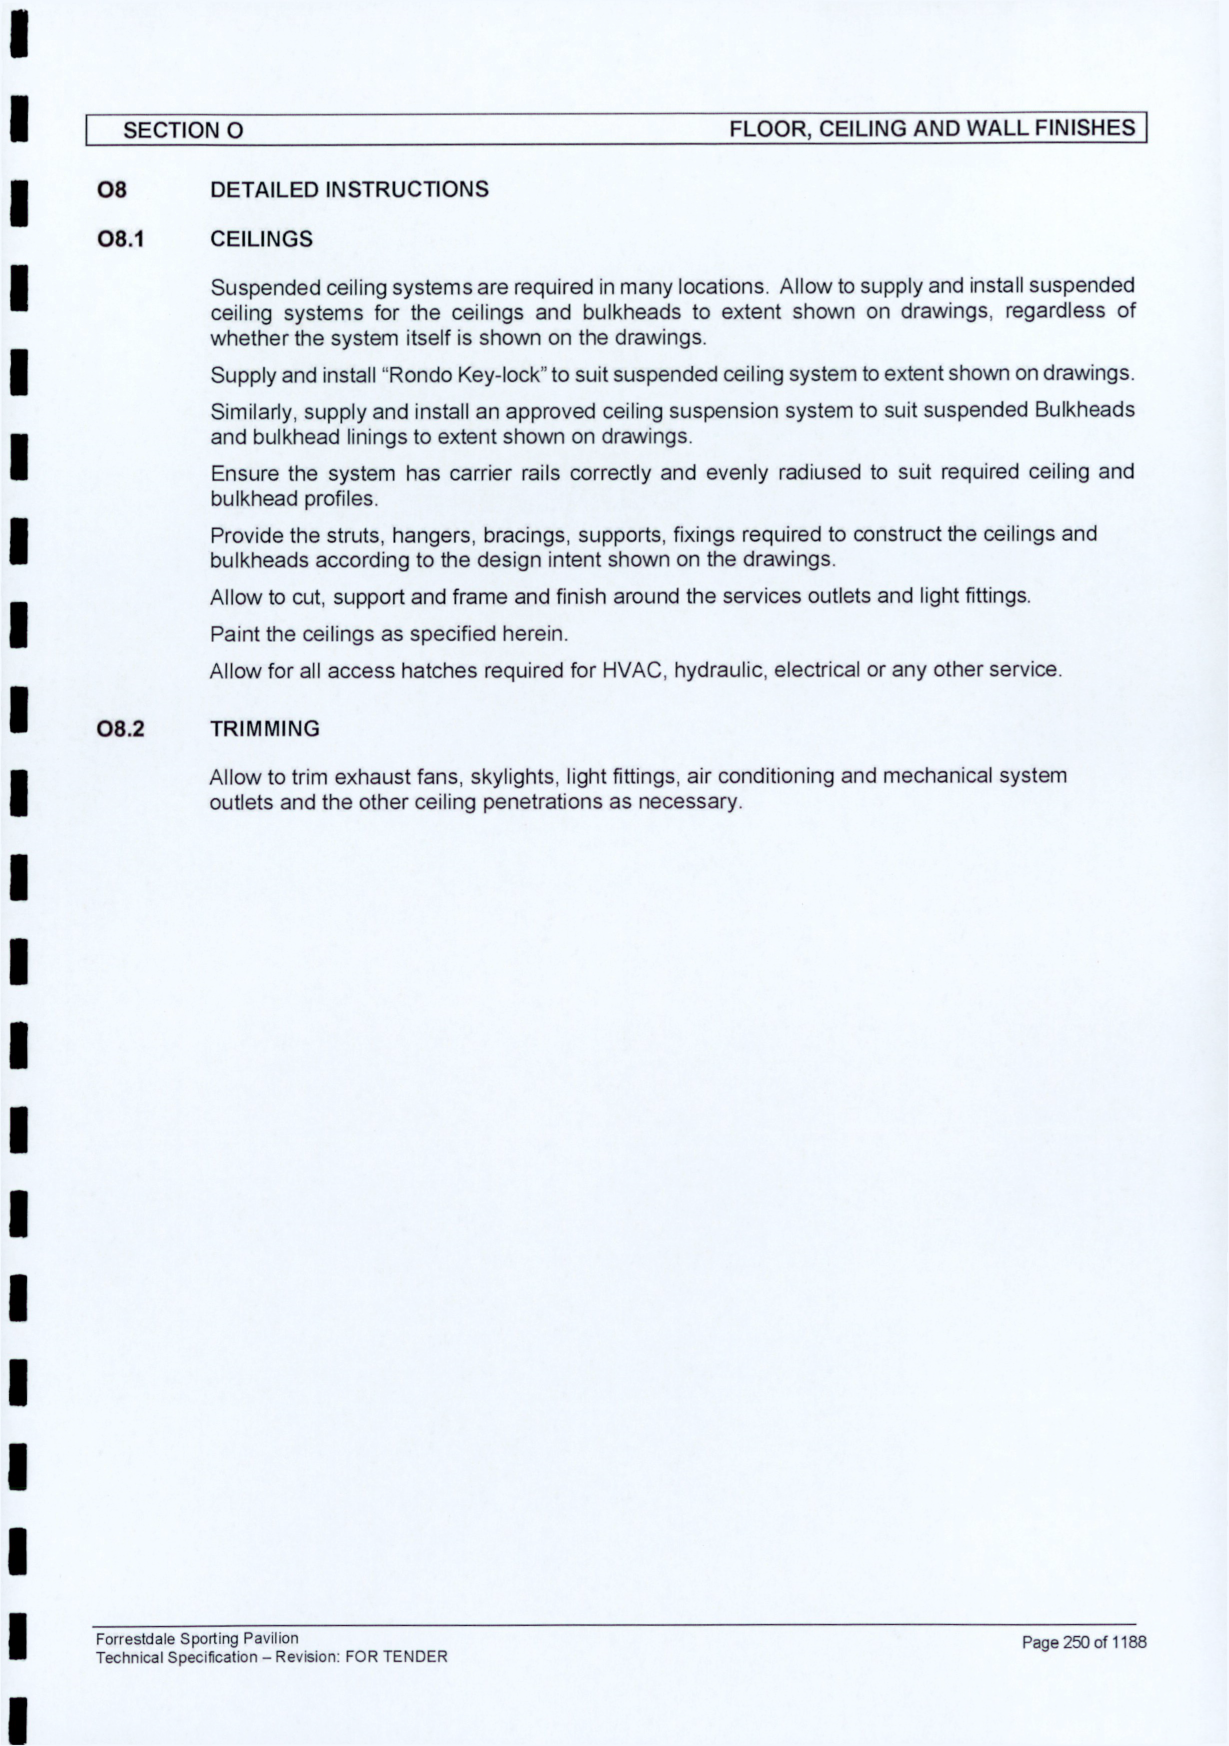 SECTION O FLOOR, CEILING AND WALL FINISHES
O8 DETAILED INSTRUCTIONS
O8.1 CEILINGS
Suspended ceiling systems are required in many locations. Allow to supply and install suspended
ceiling systems for the ceilings and bulkheads to extent shown on drawings, regardless of
whether the system itself is shown on the drawings.
Supply and install “Rondo Key-lock” to suit suspended ceiling system to extent shown on drawings.
Similarly, supply and install an approved ceiling suspension system to suit suspended Bulkheads
and bulkhead linings to extent shown on drawings.
Ensure the system has carrier rails correctly and evenly radiused to suit required ceiling and
bulkhead profiles.
Provide the struts, hangers, bracings, supports, fixings required to construct the ceilings and
bulkheads according to the design intent shown on the drawings.
Allow to cut, support and frame and finish around the services outlets and light fittings.
Paint the ceilings as specified herein.
Allow for all access hatches required for HVAC, hydraulic, electrical or any other service.
O8.2 TRIMMING
Allow to trim exhaust fans, skylights, light fittings, air conditioning and mechanical system
outlets and the other ceiling penetrations as necessary.
Forrestdale Sporting Pavilion Page 250 of 1188
Technical Specification – Revision: FOR TENDER